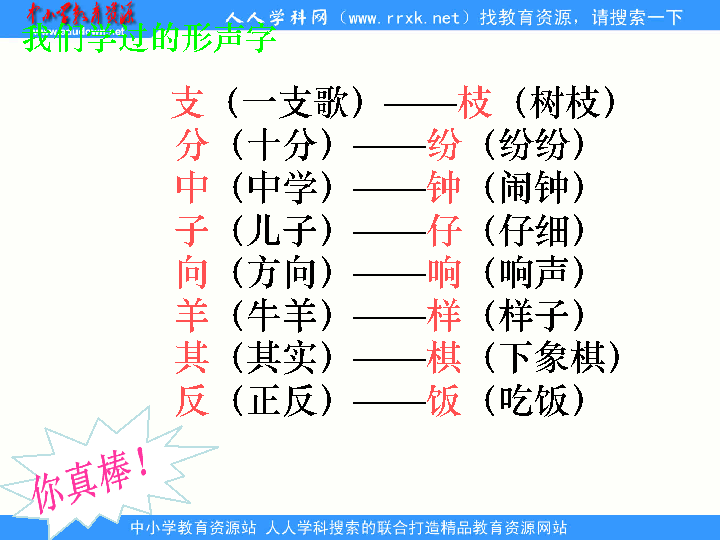 中小学教育资源
www.edudown.net
人人学科网（www.rrxk.net）找教育资源，请搜索一下
我们学过的形声字
支（一支歌）——枝（树枝）
分（十分）——纷（纷纷）
中（中学）——钟（闹钟）
子（儿子）——仔（仔细）
向（方向）——响（响声）
羊（牛羊）——样（样子）
其（其实）——棋（下象棋）
反（正反）——饭（吃饭）
你真棒！
中小学教育资源站 人人学科搜索的联合打造精品教育资源网站